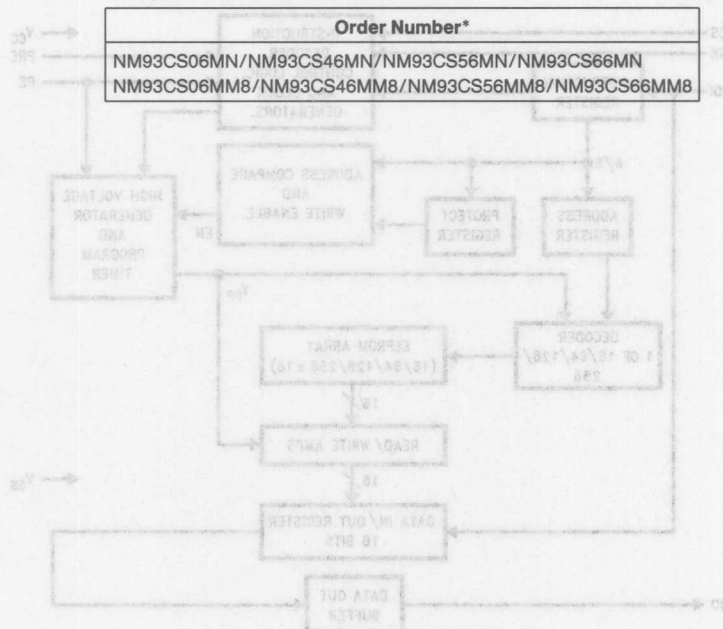 Order Number*
NM93CS06MN/NM93CS46MN/NM93CS56MN/NM93CS66MN
NM93CS06MM8/NM93CS46MM8/NM93CS56MM8/NM93CS66MM8
VCC
PRE
PE
INSTRUCTION
GENERATORS.
REGISTER
HIGH VOLTAGE
GENERATOR
AND
PROGRAM
TIMER
EN
ADDRESS COMPARE
AND
WRITE ENABLE
PROTECT
REGISTER
ADDRESS
REGISTER
VPP
EEPROM ARRAY
(16/64/128/256 x 16)
DECODER
1 OF 16/64/128/
256
16
READ/WRITE AMPS
16
VSS
DATA IN/OUT REGISTER
16 BITS
DATA OUT
BUFFER